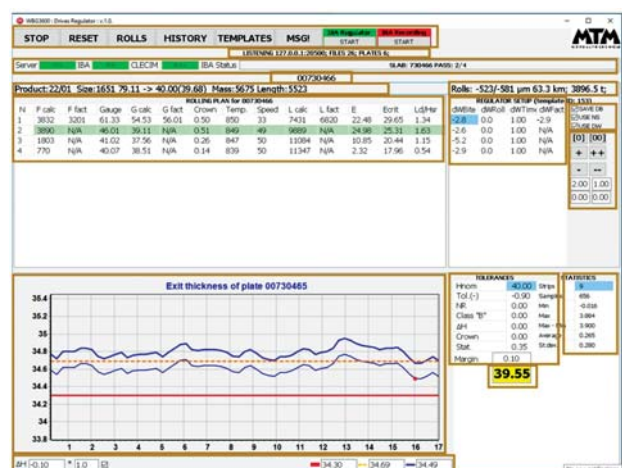 WBG3600 : Drives Regulator : v.1.0.
STOP RESET ROLLS HISTORY TEMPLATES MSG! START START
MTM
LISTENING 127.0.0.1:20500; FILES 26; PLATES 6;
Server IBA CLECIM IBA IBA Status SLAB: 730466 PASS: 2/4
00730466
Product:22/01 Size:1651 79.11 -> 40.00(39.68) Mass:5675 Length:5523
Rolls: -523/-581 µm 63.3 km; 3896.5 t;
ROLLING PLAN for 00730466
REGULATOR SETUP (template ID: 153)
SAVE DB
USE NS
USE DW
N F calc F fact Gauge G calc G fact Crown Temp. Speed L calc L fact E Ecrit Ld/Hsr
1 3832 3201 61.33 54.53 56.01 0.50 850 33 7431 6820 22.48 29.65 1.34
2 3890 N/A 46.01 39.11 N/A 0.51 849 49 9689 N/A 24.98 25.31 1.63
3 1803 N/A 41.02 37.56 N/A 0.26 847 50 11084 N/A 10.85 20.44 1.15
4 770 N/A 40.07 38.51 N/A 0.14 839 50 11347 N/A 2.32 17.96 0.54
dWBite dWRoll dWTim dWFact
-2.8 0.0 1.00 -2.9
-2.6 0.0 1.00 N/A
-5.2 0.0 1.00 N/A
-2.9 0.0 1.00 N/A
[0] [00]
+ ++
- --
2.00 1.00
0.00 0.00
Exit thickness of plate 00730465
36.4
36.2
36
34.8
34.6
34.4
34.2
34
33.8
1 2 3 4 5 6 7 8 9 10 11 12 13 14 15 16 17
ΔH -0.10 * 1.0
34.30 34.69 34.49
TOLERANCES
Hnom 40.00
Tol.(-) -0.90
NR 0.00
Class "B" 0.00
ΔH 0.00
Crown 0.00
Stat. 0.35
Margin 0.10
39.55
STATISTICS
Strips 9
656
Min -0.016
Max 3.884
3.900
Average 0.265
St.dev. 0.280